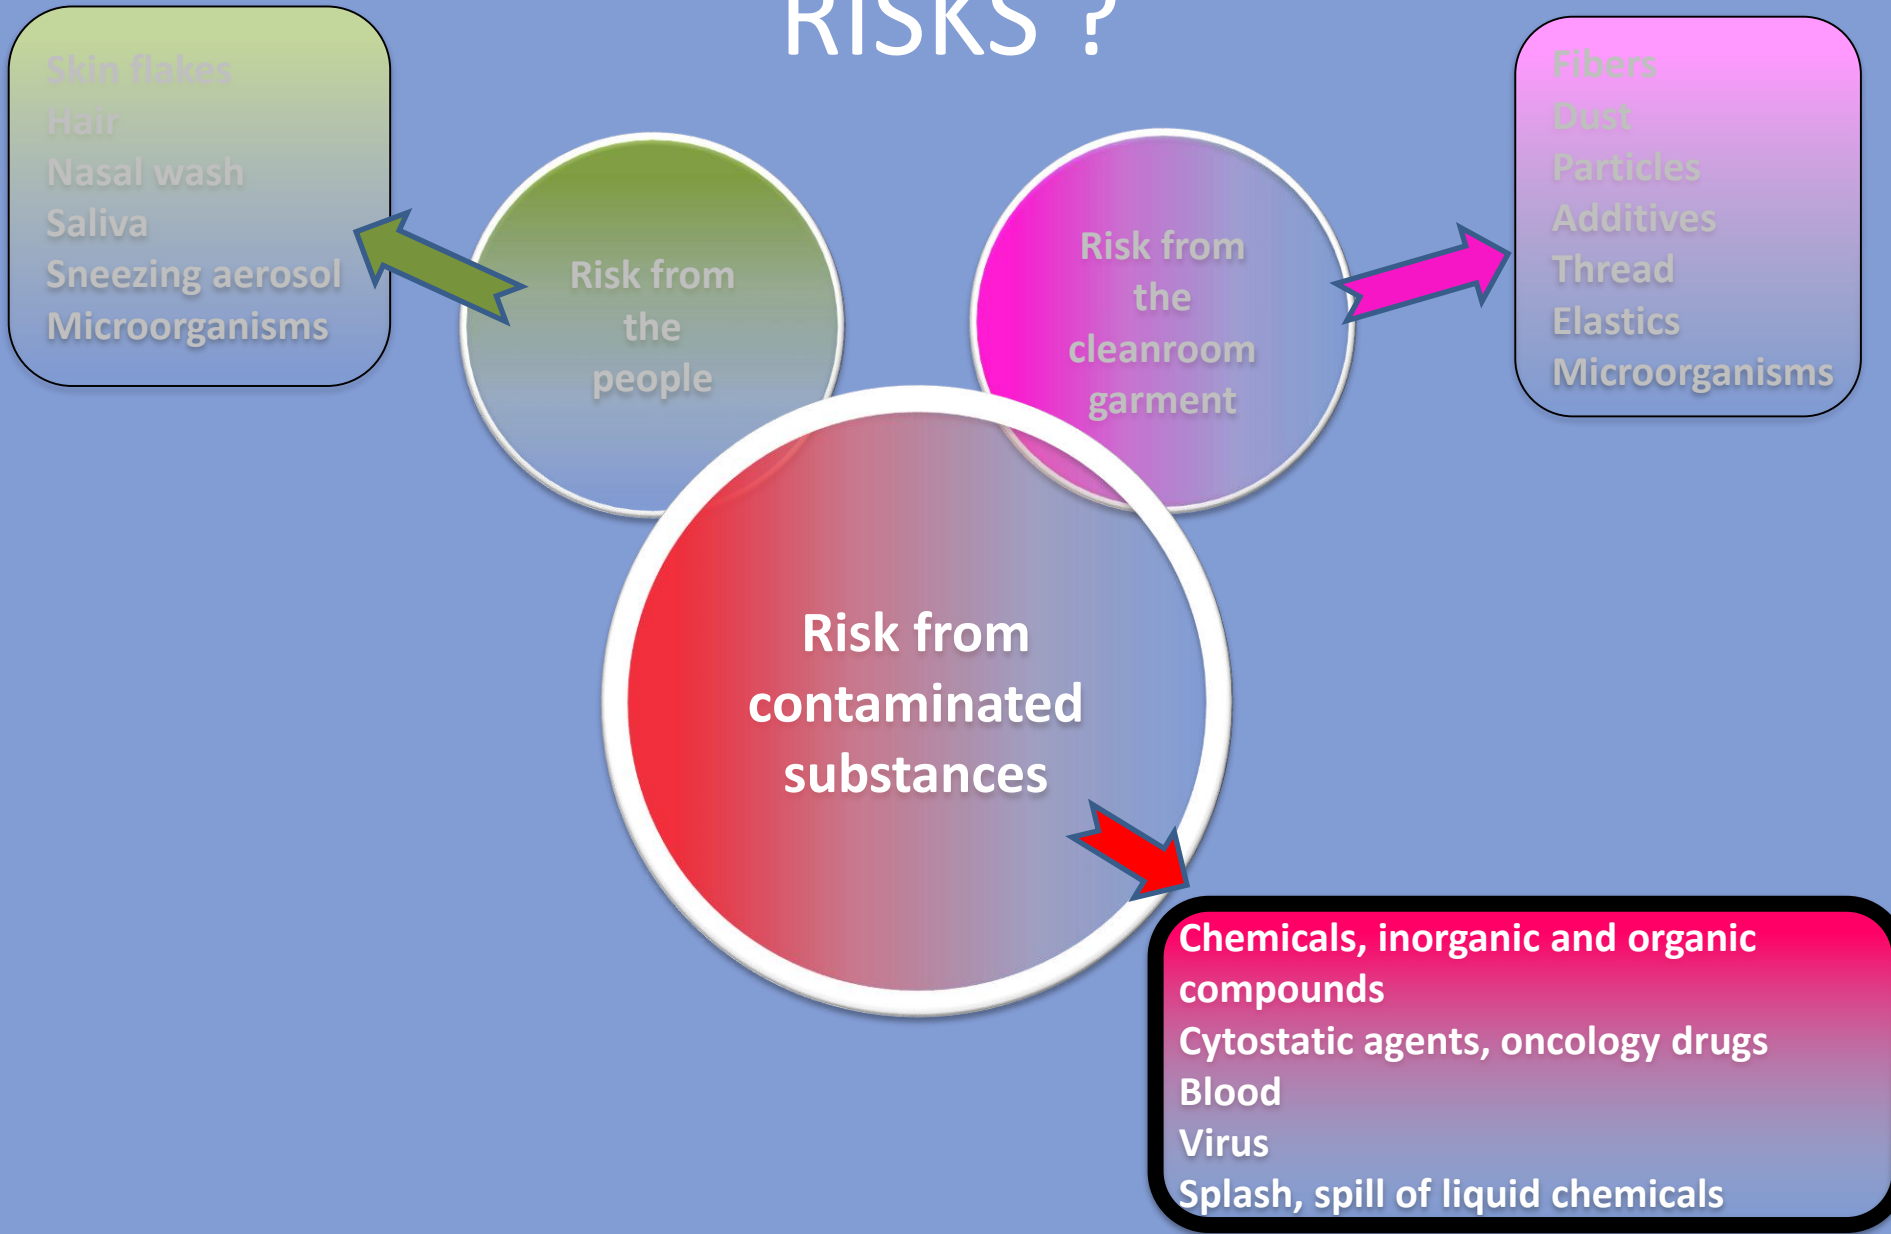 RISKS ?
Skin flakes
Hair
Nasal wash
Saliva
Sneezing aerosol
Microorganisms
Risk from
the
people
Risk from
the
cleanroom
garment
Fibers
Dust
Particles
Additives
Thread
Elastics
Microorganisms
Risk from
contaminated
substances
Chemicals, inorganic and organic
compounds
Cytostatic agents, oncology drugs
Blood
Virus
Splash, spill of liquid chemicals